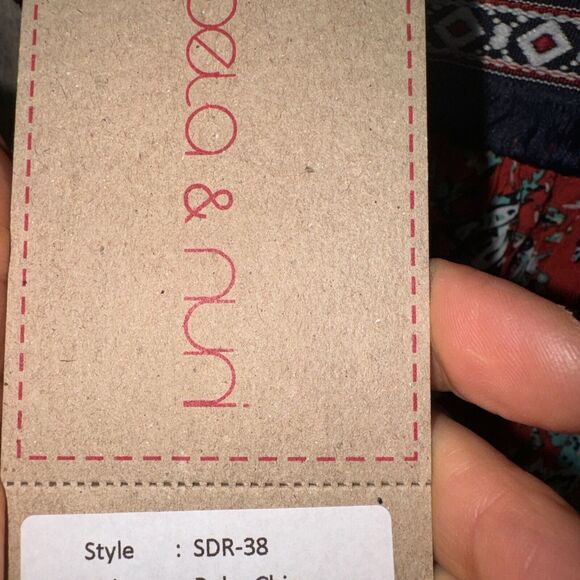 bela & nuni
Style : SDR-38